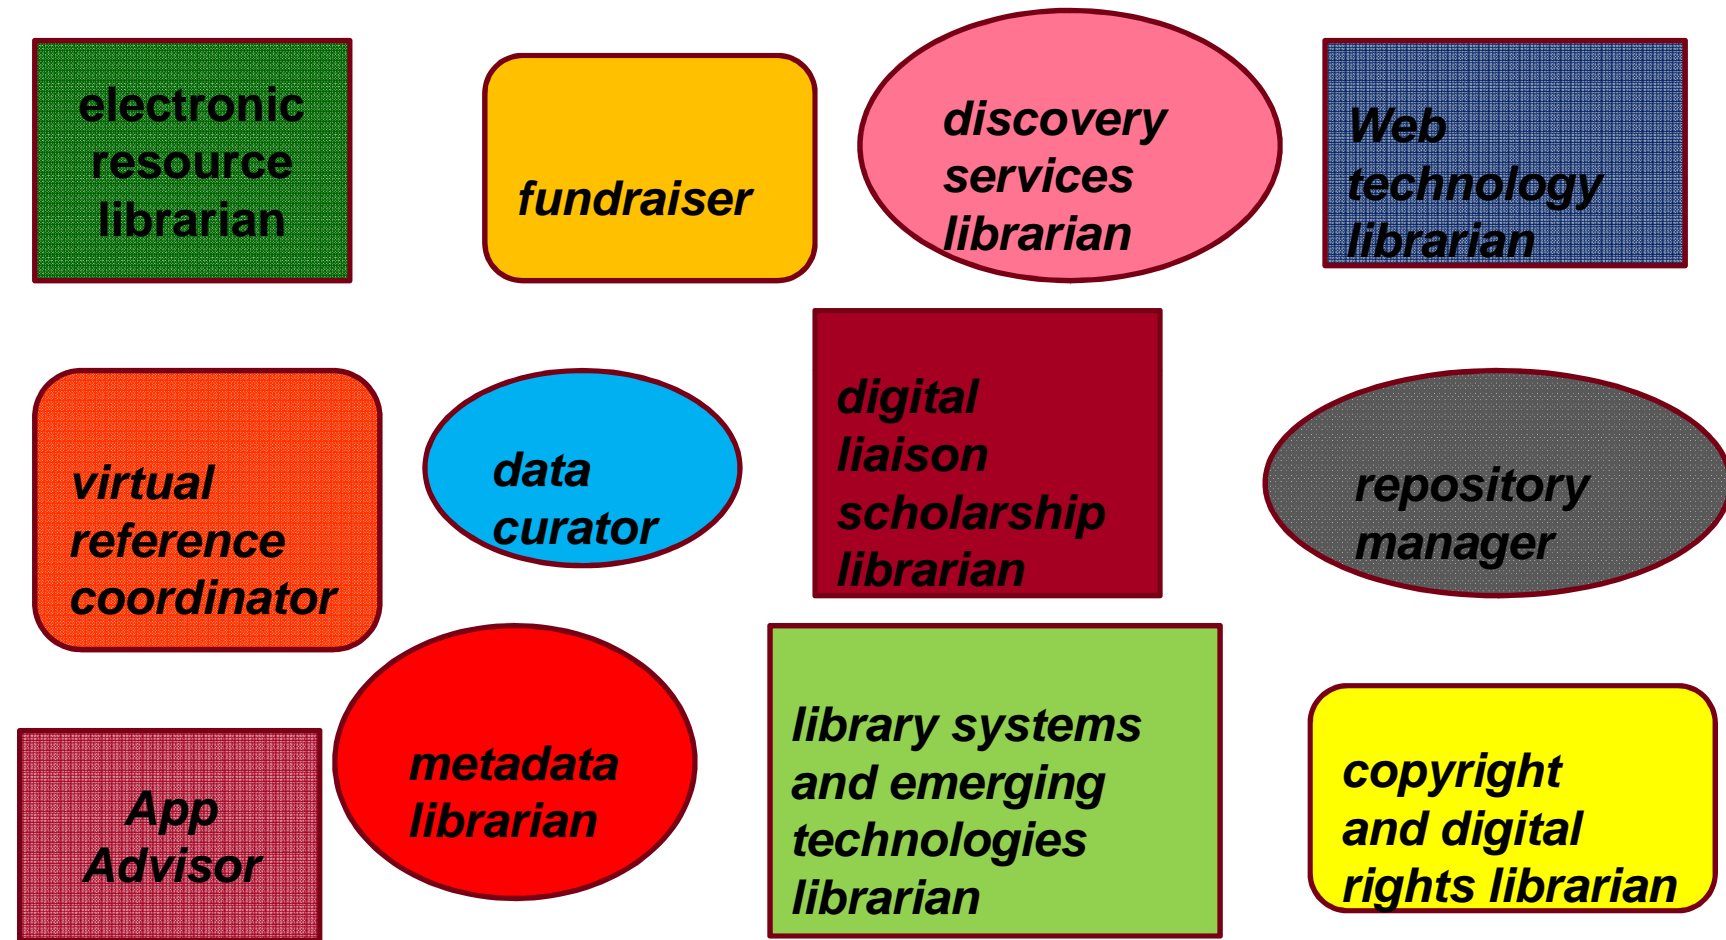 electronic
resource
librarian
fundraiser
discovery
services
librarian
Web
technology
librarian
virtual
reference
coordinator
data
curator
digital
liaison
scholarship
librarian
repository
manager
App
Advisor
metadata
librarian
library systems
and emerging
technologies
librarian
copyright
and digital
rights librarian